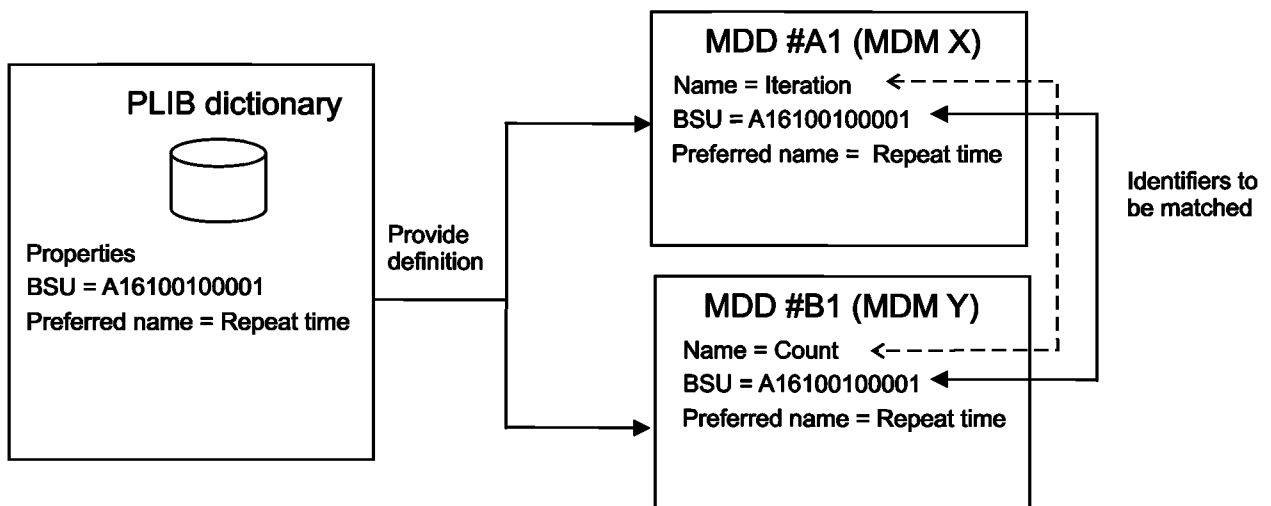 PLIB dictionary
Properties
BSU = A16100100001
Preferred name = Repeat time
Provide
definition
MDD #A1 (MDM X)
Name = Iteration
BSU = A16100100001
Preferred name = Repeat time
MDD #B1 (MDM Y)
Name = Count
BSU = A16100100001
Preferred name = Repeat time
Identifiers to
be matched